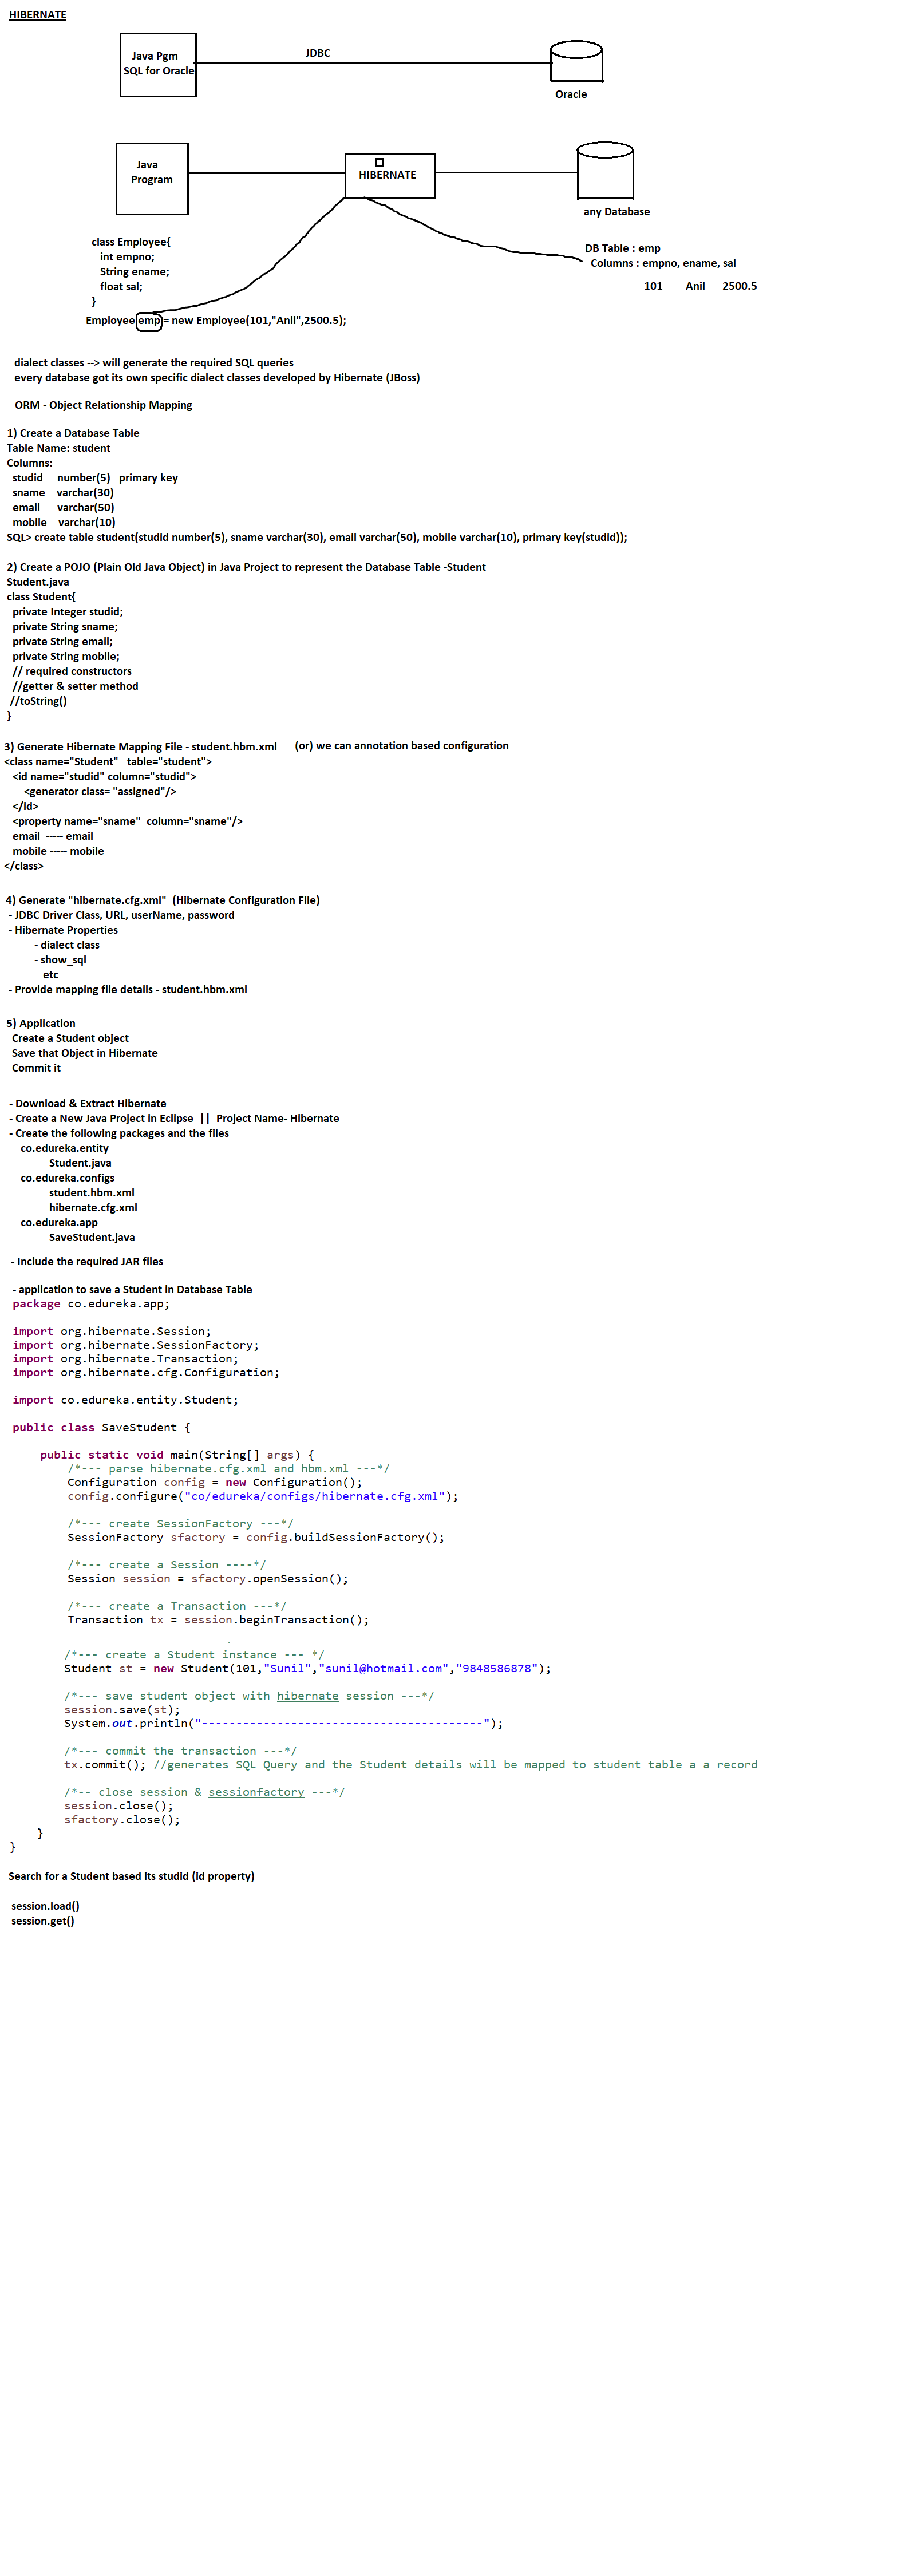 HIBERNATE
Java Pgm
SQL for Oracle
JDBC
Oracle
Java
Program
HIBERNATE
any Database
class Employee{
int empno;
String ename;
float sal;
}
Employee emp = new Employee(101,"Anil",2500.5);
DB Table : emp
Columns : empno, ename, sal
101 Anil 2500.5
dialect classes --> will generate the required SQL queries
every database got its own specific dialect classes developed by Hibernate (JBoss)
ORM - Object Relationship Mapping
1) Create a Database Table
Table Name: student
Columns:
studid number(5) primary key
sname varchar(30)
email varchar(50)
mobile varchar(10)
SQL> create table student(studid number(5), sname varchar(30), email varchar(50), mobile varchar(10), primary key(studid));
2) Create a POJO (Plain Old Java Object) in Java Project to represent the Database Table -Student
Student.java
class Student{
private Integer studid;
private String sname;
private String email;
private String mobile;
// required constructors
//getter & setter method
//toString()
}
3) Generate Hibernate Mapping File - student.hbm.xml (or) we can annotation based configuration
<class name="Student" table="student">
<id name="studid" column="studid">
<generator class= "assigned"/>
</id>
<property name="sname" column="sname"/>
email ----- email
mobile ----- mobile
</class>
4) Generate "hibernate.cfg.xml" (Hibernate Configuration File)
- JDBC Driver Class, URL, userName, password
- Hibernate Properties
- dialect class
- show_sql
etc
- Provide mapping file details - student.hbm.xml
5) Application
Create a Student object
Save that Object in Hibernate
Commit it
- Download & Extract Hibernate
- Create a New Java Project in Eclipse || Project Name- Hibernate
- Create the following packages and the files
co.edureka.entity
Student.java
co.edureka.configs
student.hbm.xml
hibernate.cfg.xml
co.edureka.app
SaveStudent.java
- Include the required JAR files
- application to save a Student in Database Table
package co.edureka.app;
import org.hibernate.Session;
import org.hibernate.SessionFactory;
import org.hibernate.Transaction;
import org.hibernate.cfg.Configuration;
import co.edureka.entity.Student;
public class SaveStudent {
public static void main(String[] args) {
/*--- parse hibernate.cfg.xml and hbm.xml ---*/
Configuration config = new Configuration();
config.configure("co/edureka/configs/hibernate.cfg.xml");
/*--- create SessionFactory ---*/
SessionFactory sfactory = config.buildSessionFactory();
/*--- create a Session ----*/
Session session = sfactory.openSession();
/*--- create a Transaction ---*/
Transaction tx = session.beginTransaction();
/*--- create a Student instance --- */
Student st = new Student(101,"Sunil","sunil@hotmail.com","9848586878");
/*--- save student object with hibernate session ---*/
session.save(st);
System.out.println("-----------------------------------------");
/*--- commit the transaction ---*/
tx.commit(); //generates SQL Query and the Student details will be mapped to student table a a record
/*-- close session & sessionfactory ---*/
session.close();
sfactory.close();
}
}
Search for a Student based its studid (id property)
session.load()
session.get()